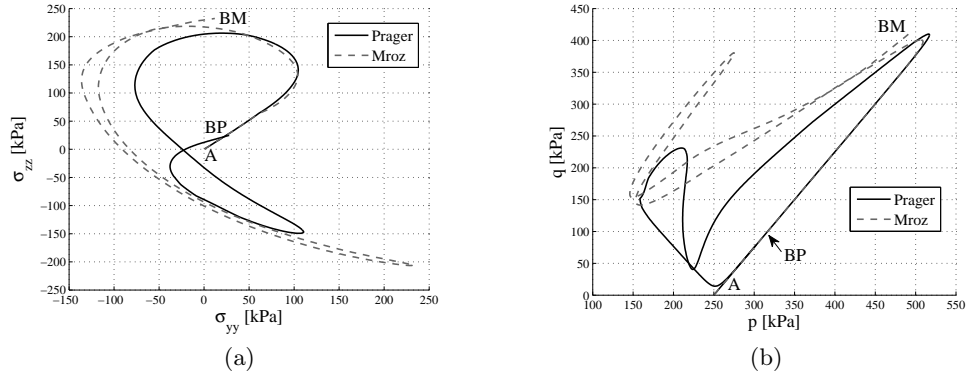 250
200
150
100
50
0
−50
−100
−150
−200
−250
σzz [kPa]
−150 −100 −50 0 50 100 150 200 250
σyy [kPa]
BM
BP
A
Prager
Mroz
(a)
450
400
350
300
250
200
150
100
50
0
q [kPa]
100 150 200 250 300 350 400 450 500 550 600
p [kPa]
BM
BP
A
Prager
Mroz
(b)